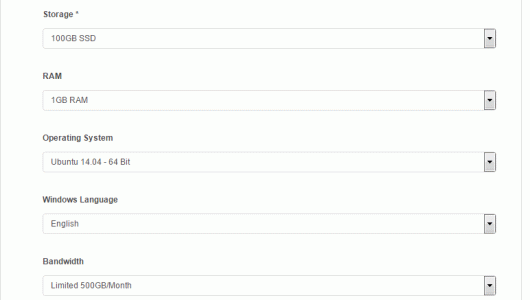 Storage *
100GB SSD
RAM
1GB RAM
Operating System
Ubuntu 14.04 - 64 Bit
Windows Language
English
Bandwidth
Limited 500GB/Month